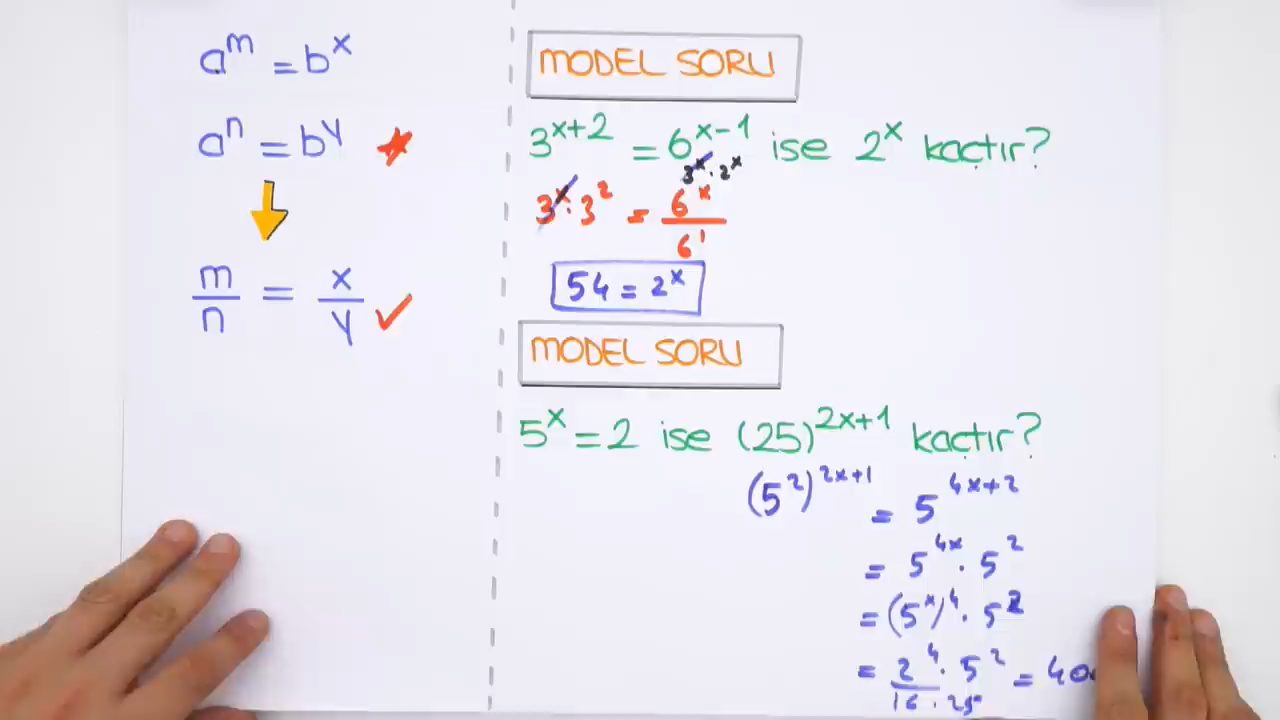 a^m = b^x
a^n = b^y
m/n = x/y
MODEL SORU
3^(x+2) = 6^(x-1) ise 2^x kaçtır?
3^x · 2^x
3^x · 3^2 = 6^x / 6^1
54 = 2^x
MODEL SORU
5^x = 2 ise (25)^(2x+1) kaçtır?
(5^2)^(2x+1) = 5^(4x+2)
= 5^(4x) · 5^2
= (5^x)^4 · 5^2
= 2^4 · 5^2 =
16 · 25